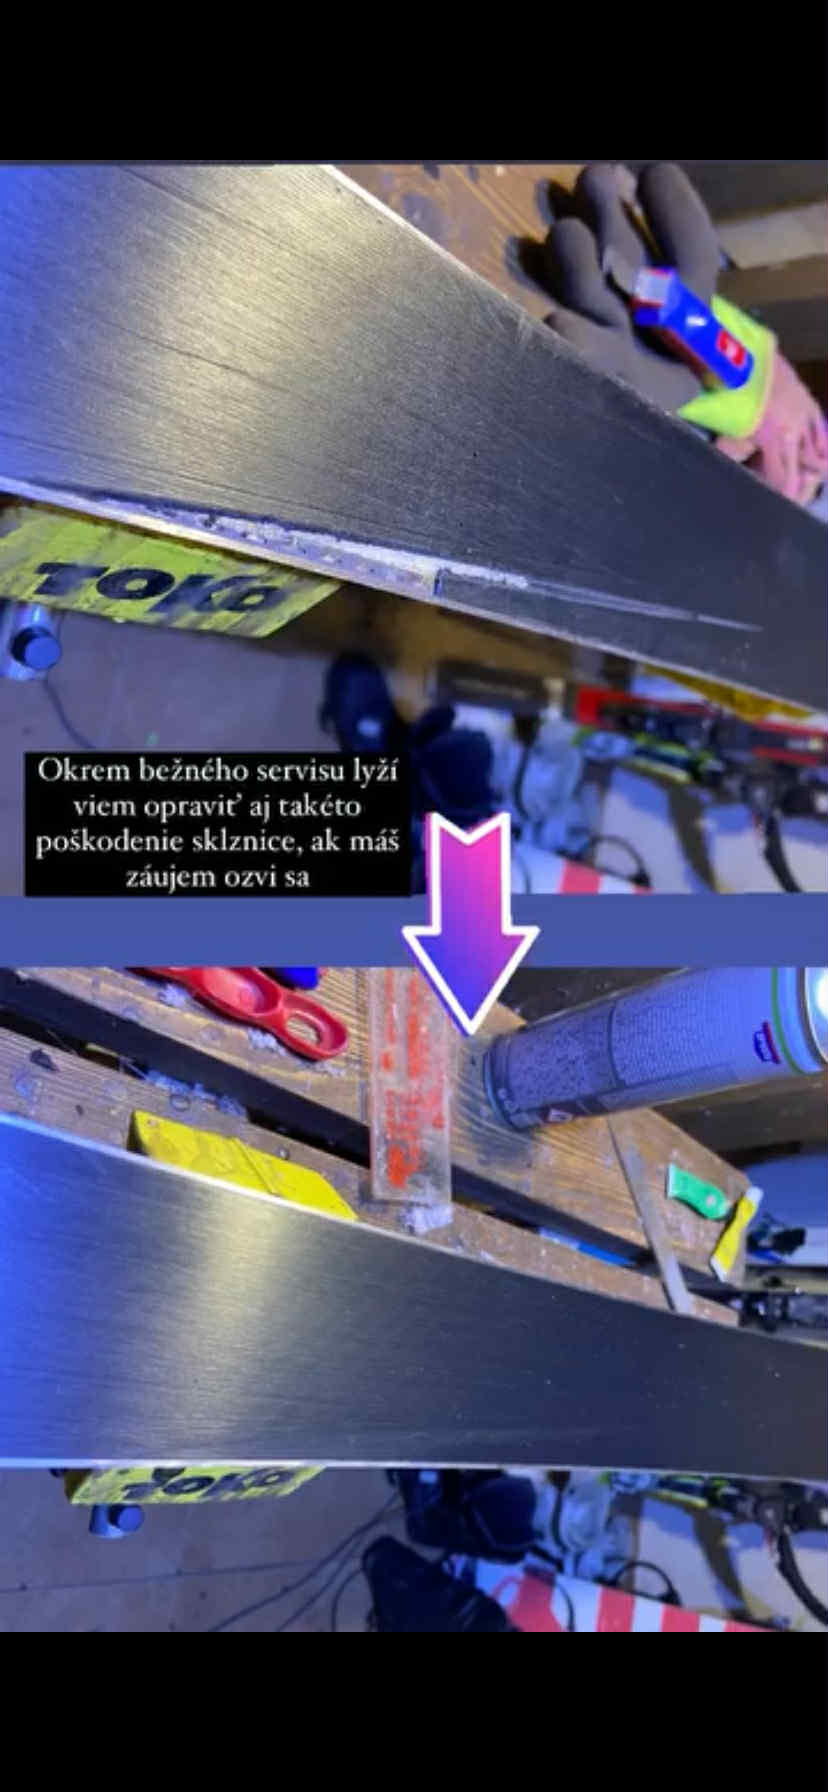 TOKO
Okrem bežného servisu lyží
viem opraviť aj takéto
poškodenie sklznice, ak máš
záujem ozvi sa
TOKO